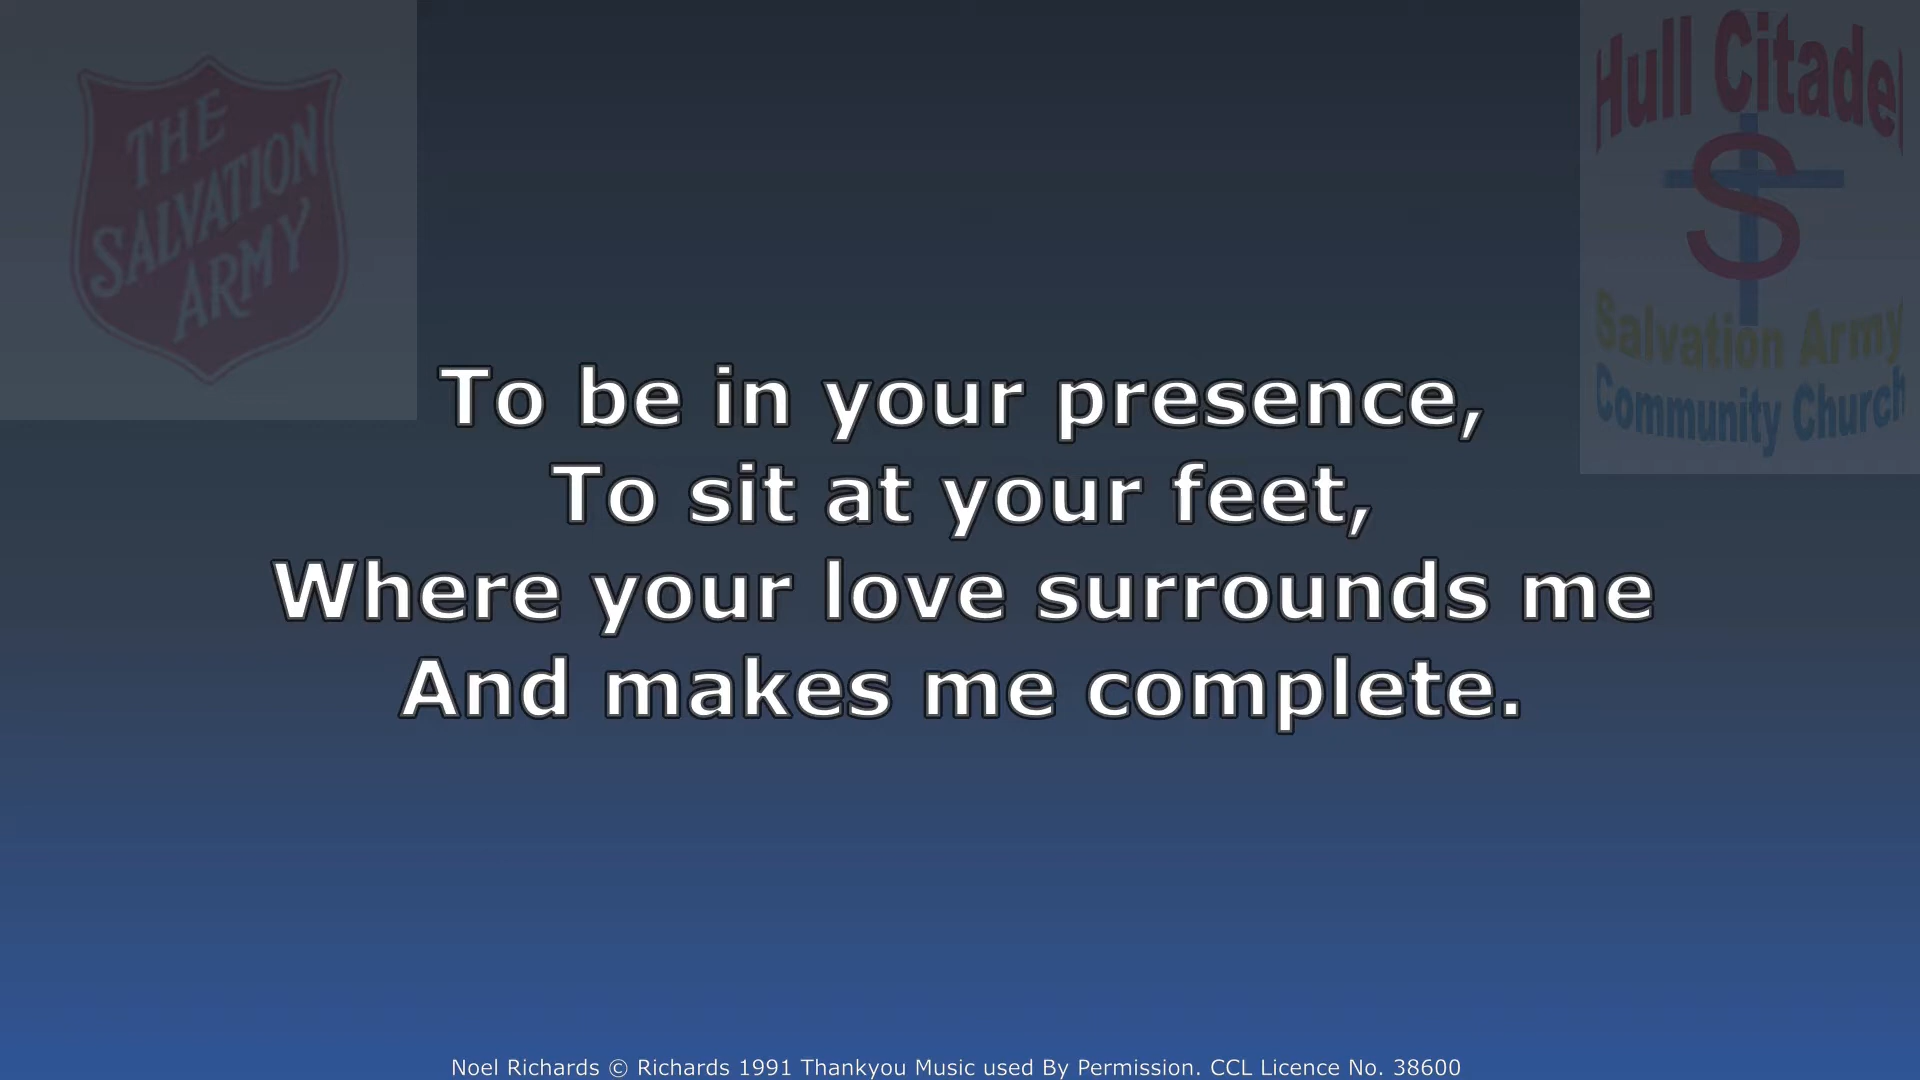 THE
SALVATION
ARMY
Hull Citadel
S
Salvation Army
Community Church
To be in your presence,
To sit at your feet,
Where your love surrounds me
And makes me complete.
Noel Richards © Richards 1991 Thankyou Music used By Permission. CCL Licence No. 38600